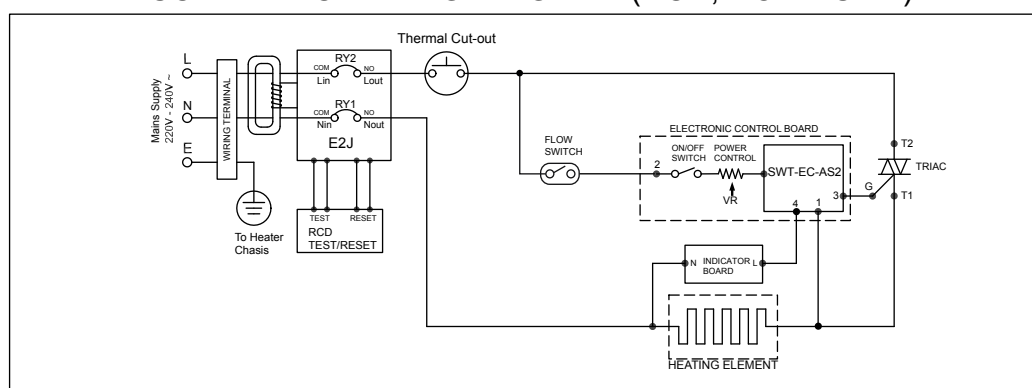 Thermal Cut-out
L
N
E
Mains Supply
220V - 240V ~
WIRING TERMINAL
COM
RY2
NO
Lin
Lout
COM
RY1
NO
Nin
Nout
E2J
TEST
RESET
RCD
TEST/RESET
To Heater
Chasis
FLOW
SWITCH
ELECTRONIC CONTROL BOARD
2
ON/OFF
SWITCH
POWER
CONTROL
VR
SWT-EC-AS2
3
4
1
G
T2
TRIAC
T1
N
INDICATOR
BOARD
L
HEATING ELEMENT